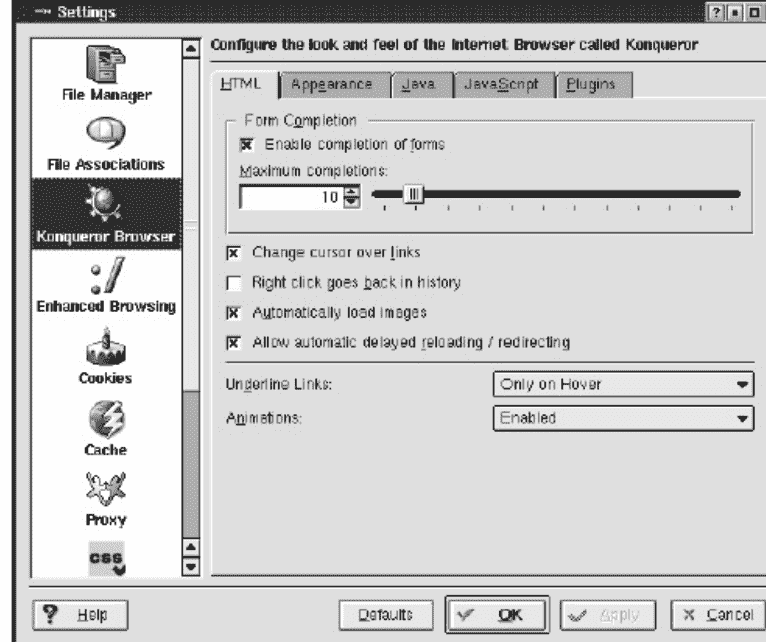 Settings
Configure the look and feel of the Internet Browser called Konqueror
File Manager
File Associations
Konqueror Browser
Enhanced Browsing
Cookies
Cache
Proxy
css
HTML
Appearance
Java
JavaScript
Plugins
Form Completion
Enable completion of forms
Maximum completions:
10
Change cursor over links
Right click goes back in history
Automatically load images
Allow automatic delayed reloading / redirecting
Underline Links:
Only on Hover
Animations:
Enabled
? Help
Defaults
OK
Apply
Cancel